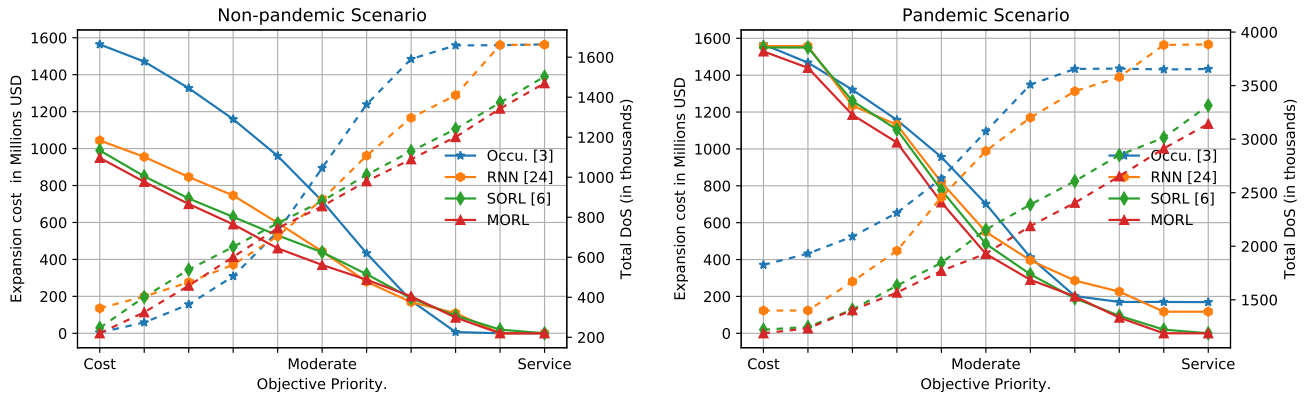 Non-pandemic Scenario
Expansion cost in Millions USD
1600
1400
1200
1000
800
600
400
200
0
1600
1400
1200
1000
800
600
400
200
Total DoS (in thousands)
Occu. [3]
RNN [24]
SORL [6]
MORL
Cost
Moderate
Service
Objective Priority.
Pandemic Scenario
Expansion cost in Millions USD
1600
1400
1200
1000
800
600
400
200
0
4000
3500
3000
2500
2000
1500
Total DoS (in thousands)
Occu. [3]
RNN [24]
SORL [6]
MORL
Cost
Moderate
Service
Objective Priority.